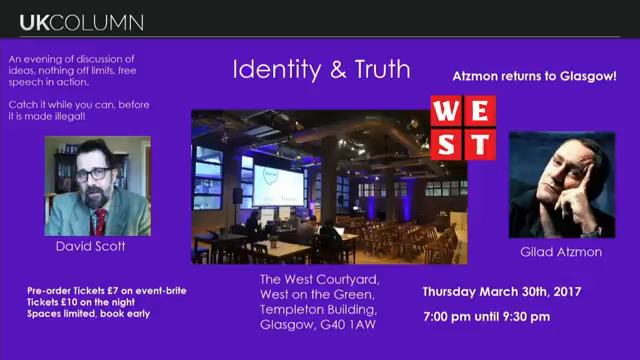 UKCOLUMN
An evening of discussion of
ideas, nothing off limits, free
speech in action.
Catch it while you can, before
it is made illegal!
Identity & Truth
Atzmon returns to Glasgow!
WE
ST
David Scott
Gilad Atzmon
Pre-order Tickets £7 on event-brite
Tickets £10 on the night
Spaces limited, book early
The West Courtyard,
West on the Green,
Templeton Building,
Glasgow, G40 1AW
Thursday March 30th, 2017
7:00 pm until 9:30 pm